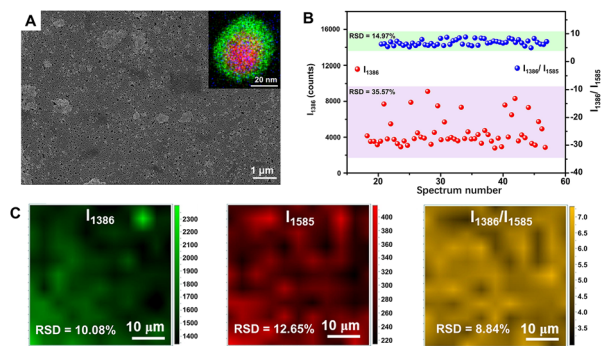 A
20 nm
1 μm
B
16000
12000
8000
4000
0
I1386 (counts)
RSD = 14.97%
I1386
I1386/ I1585
RSD = 35.57%
10
0
-10
-20
-30
-40
I1386/ I1585
20
30
40
50
60
Spectrum number
C
I1386
RSD = 10.08%
10 μm
2300
2200
2100
2000
1900
1800
1700
1600
1500
1400
I1585
RSD = 12.65%
10 μm
400
380
360
340
320
300
280
260
240
220
I1386/I1585
RSD = 8.84%
10 μm
7.0
6.5
6.0
5.5
5.0
4.5
4.0
3.5